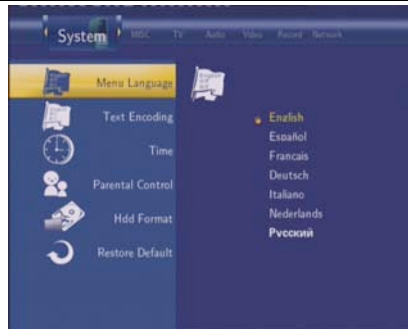 System MISC TV Audio Video Record Network
Menu Language
Text Encoding
Time
Parental Control
Hdd Format
Restore Default
English
Español
Francais
Deutsch
Italiano
Nederlands
Русский